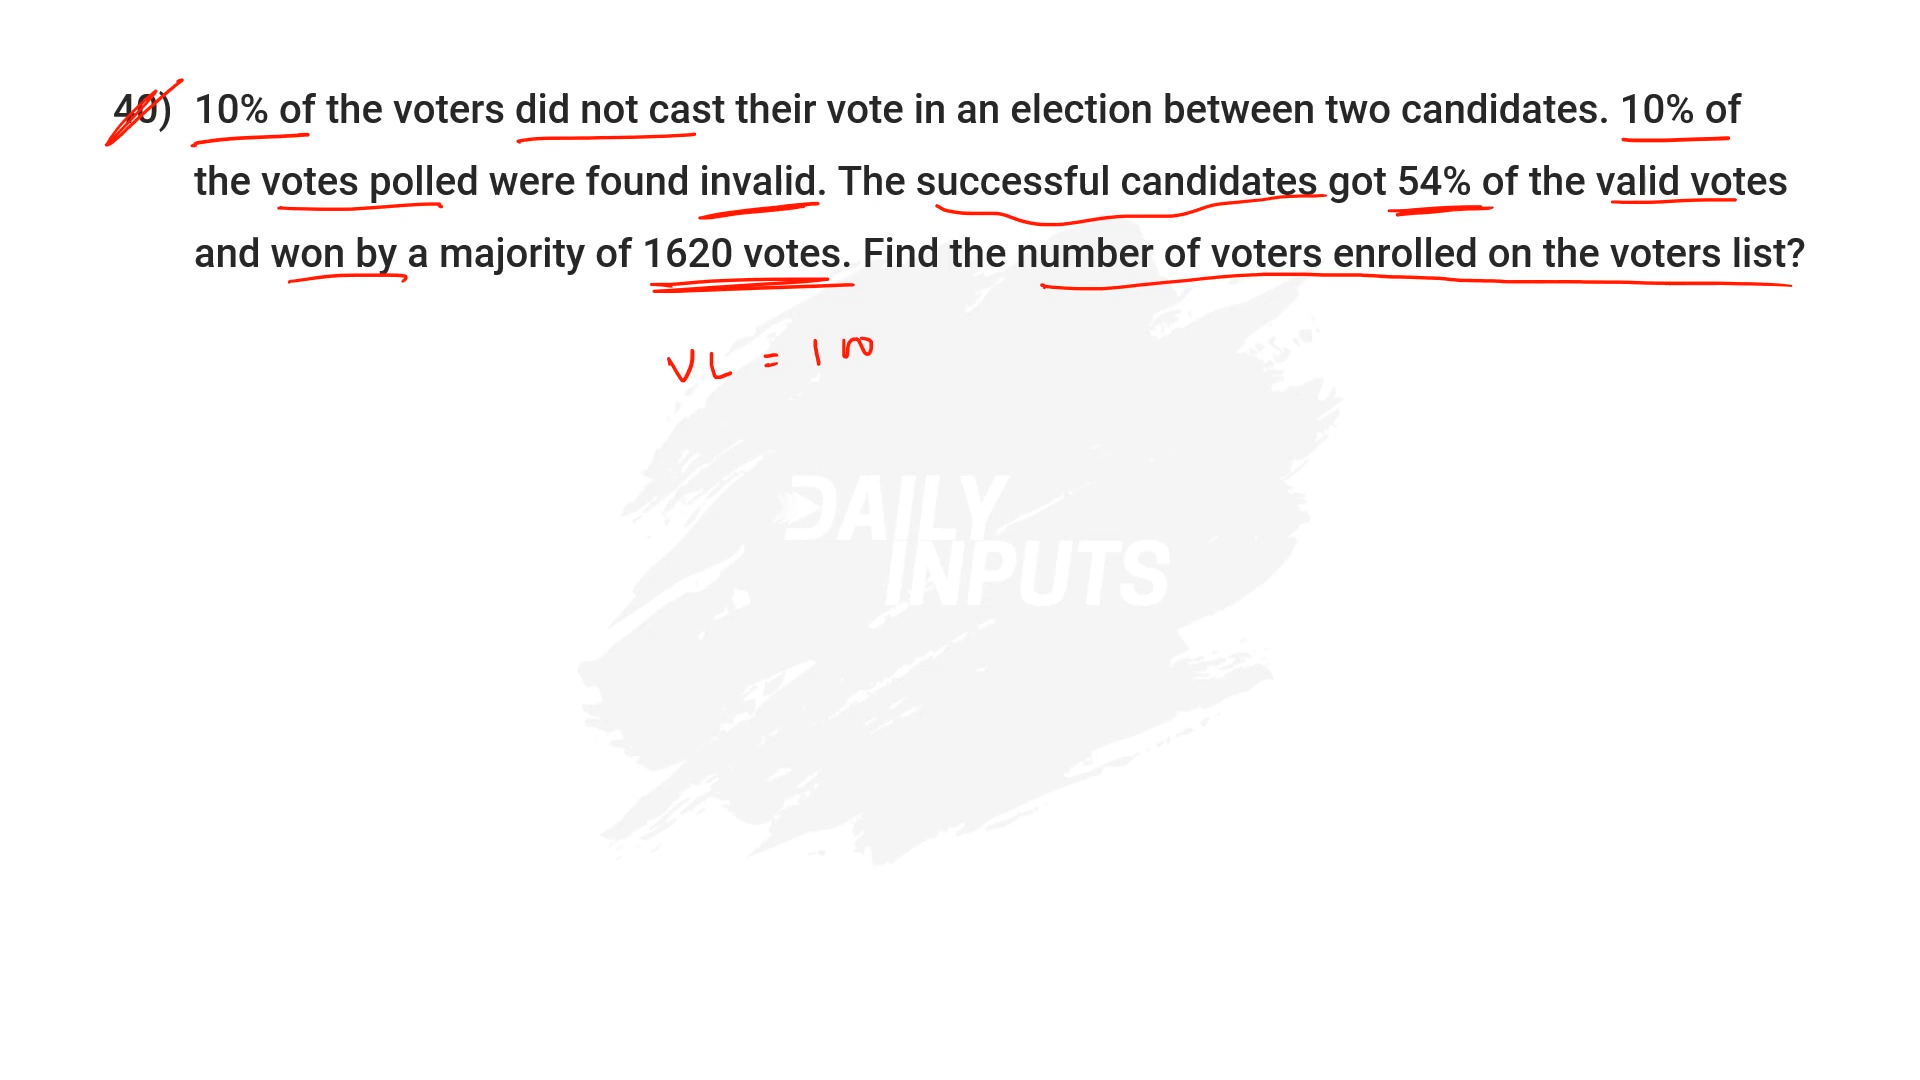 40) 10% of the voters did not cast their vote in an election between two candidates. 10% of
the votes polled were found invalid. The successful candidates got 54% of the valid votes
and won by a majority of 1620 votes. Find the number of voters enrolled on the voters list?
VL = 100
DAILY
INPUTS